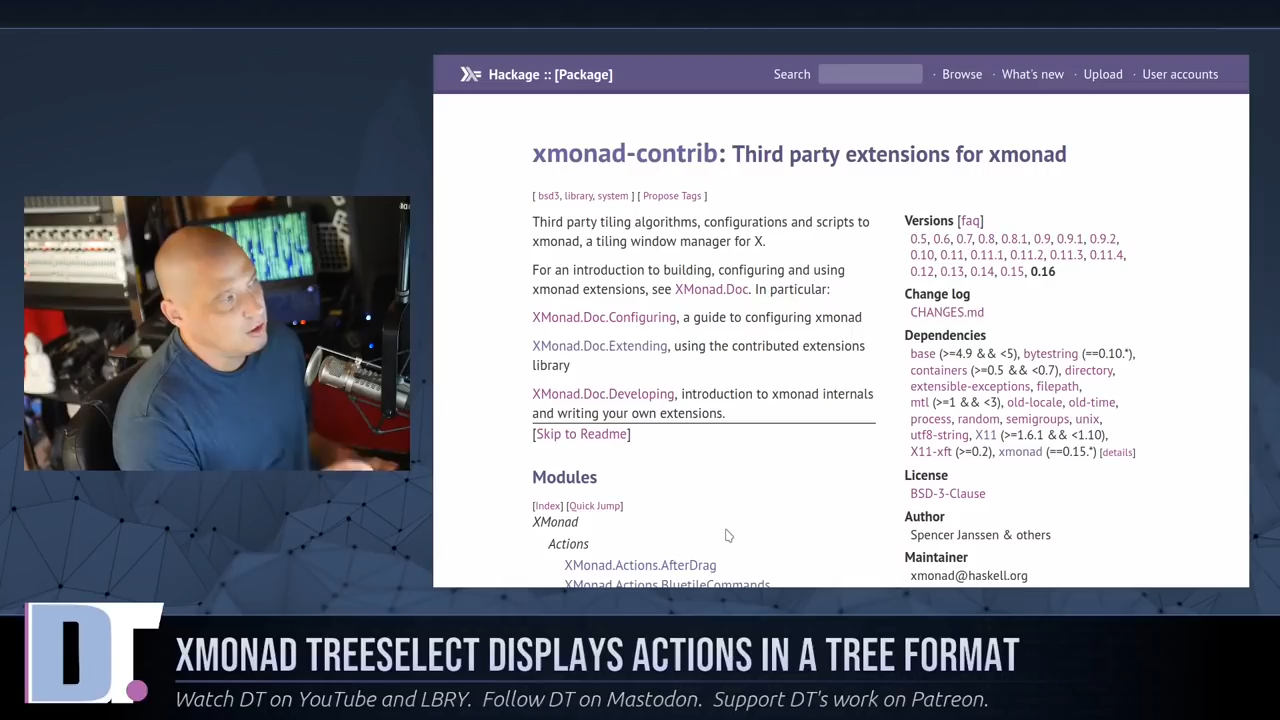 Hackage :: [Package]
Search
· Browse · What's new · Upload · User accounts
xmonad-contrib: Third party extensions for xmonad
[ bsd3, library, system ] [ Propose Tags ]
Third party tiling algorithms, configurations and scripts to
xmonad, a tiling window manager for X.
For an introduction to building, configuring and using
xmonad extensions, see XMonad.Doc. In particular:
XMonad.Doc.Configuring, a guide to configuring xmonad
XMonad.Doc.Extending, using the contributed extensions
library
XMonad.Doc.Developing, introduction to xmonad internals
and writing your own extensions.
[Skip to Readme]
Modules
[Index] [Quick Jump]
XMonad
Actions
XMonad.Actions.AfterDrag
XMonad.Actions.BluetileCommands
Versions [faq]
0.5, 0.6, 0.7, 0.8, 0.8.1, 0.9, 0.9.1, 0.9.2,
0.10, 0.11, 0.11.1, 0.11.2, 0.11.3, 0.11.4,
0.12, 0.13, 0.14, 0.15, 0.16
Change log
CHANGES.md
Dependencies
base (>=4.9 && <5), bytestring (==0.10.*),
containers (>=0.5 && <0.7), directory,
extensible-exceptions, filepath,
mtl (>=1 && <3), old-locale, old-time,
process, random, semigroups, unix,
utf8-string, X11 (>=1.6.1 && <1.10),
X11-xft (>=0.2), xmonad (==0.15.*) [details]
License
BSD-3-Clause
Author
Spencer Janssen & others
Maintainer
xmonad@haskell.org
DT.
XMONAD TREESELECT DISPLAYS ACTIONS IN A TREE FORMAT
Watch DT on YouTube and LBRY. Follow DT on Mastodon. Support DT's work on Patreon.